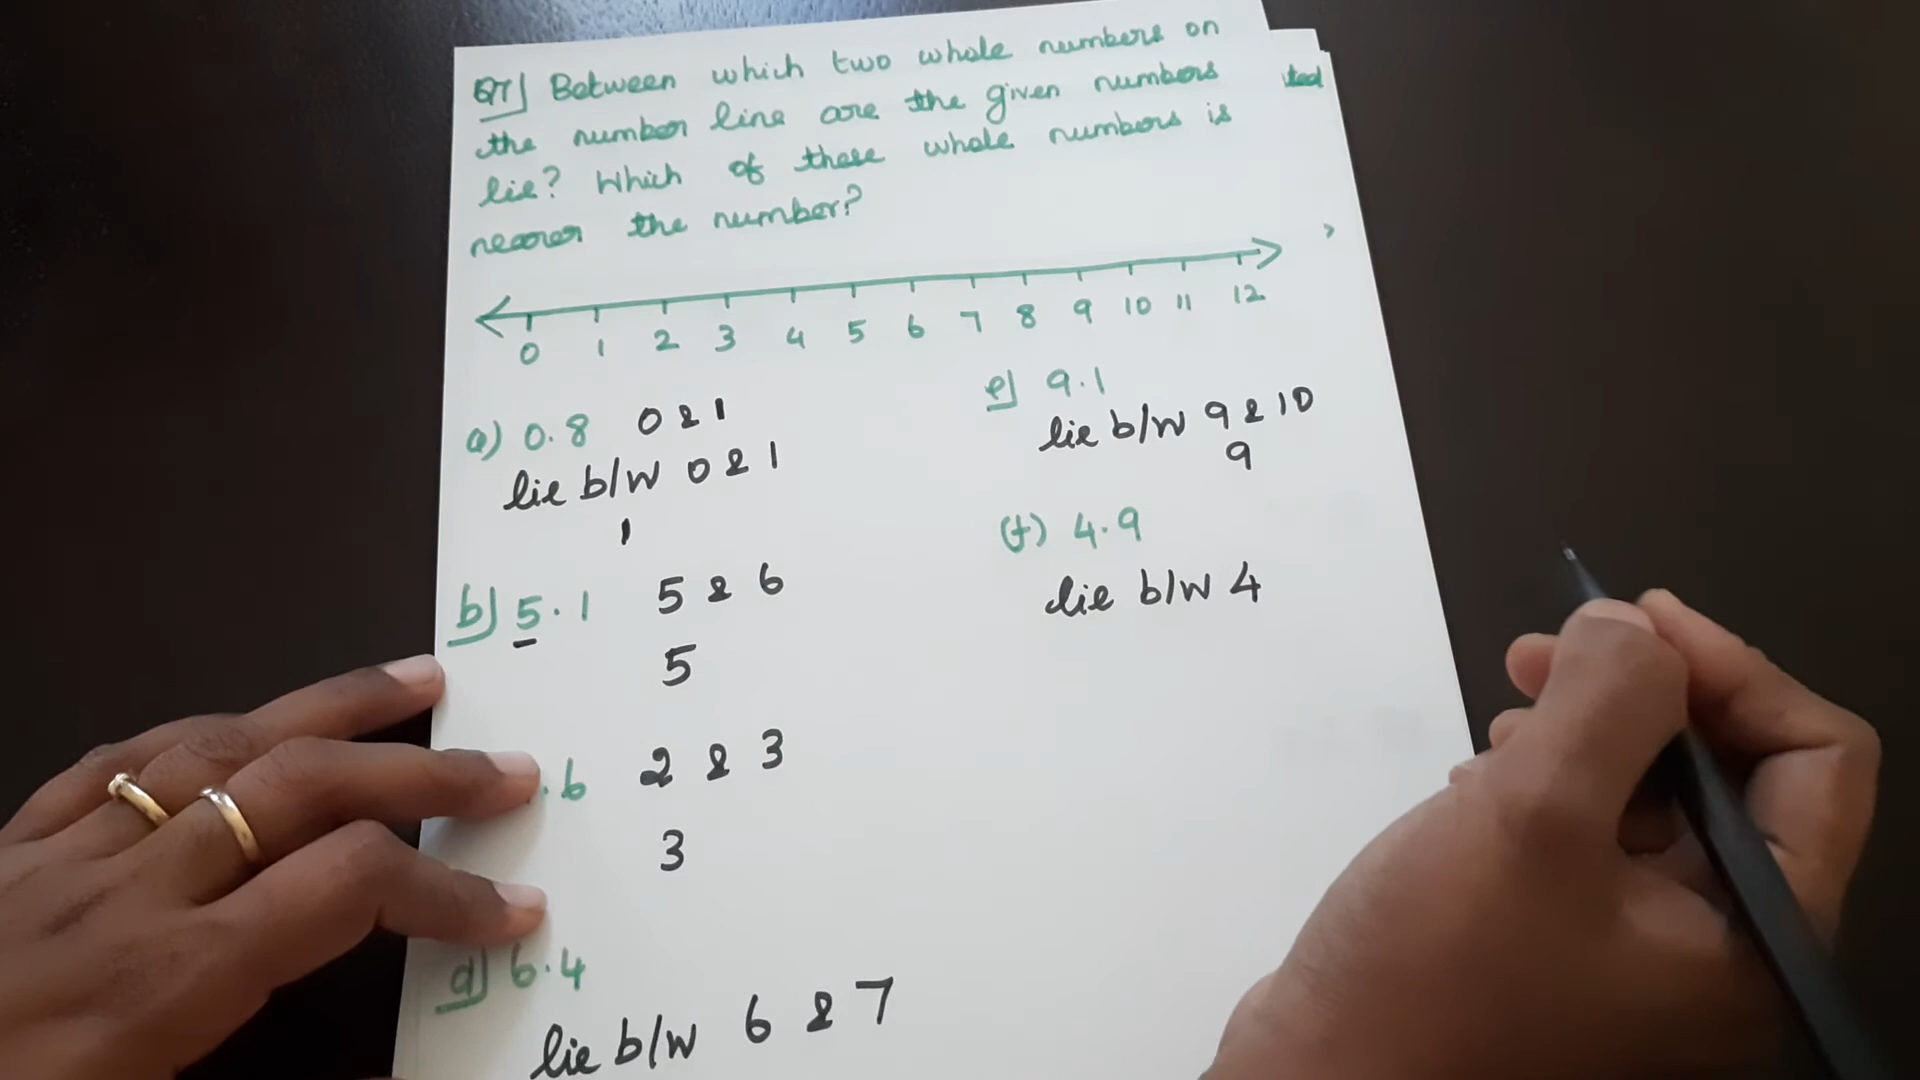 Q7] Between which two whole numbers on
the number line are the given numbers
lie? Which of these whole numbers is
nearer the number?
0 1 2 3 4 5 6 7 8 9 10 11 12
a) 0.8 0 & 1
lie b/w 0 & 1
1
b] 5.1 5 & 6
5
.6 2 & 3
3
d] 6.4
lie b/w 6 & 7
e] 9.1
lie b/w 9 & 10
9
(f) 4.9
lie b/w 4